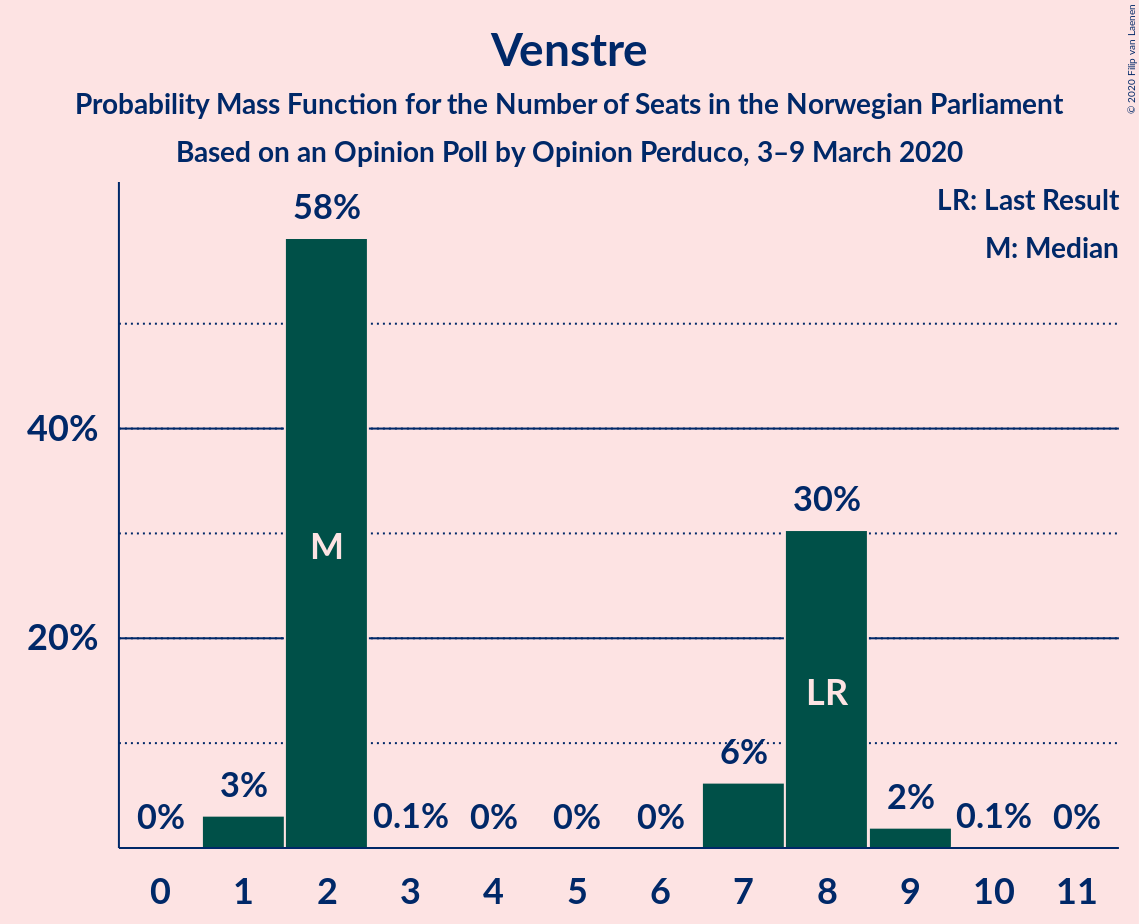 Venstre
Probability Mass Function for the Number of Seats in the Norwegian Parliament
Based on an Opinion Poll by Opinion Perduco, 3–9 March 2020
© 2020 Filip van Laenen
LR: Last Result
M: Median
58%
40%
30%
20%
M
LR
0%
3%
0.1%
0%
0%
0%
6%
2%
0.1%
0%
0 1 2 3 4 5 6 7 8 9 10 11